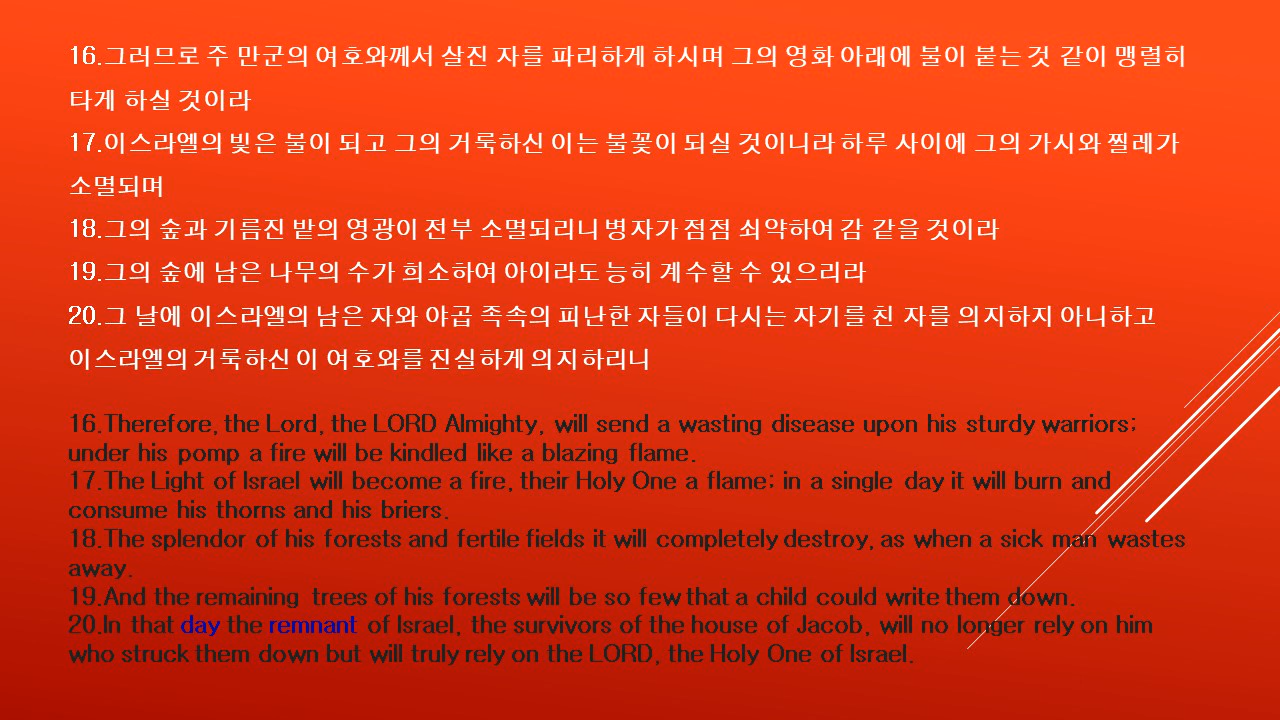 16.그러므로 주 만군의 여호와께서 살진 자를 파리하게 하시며 그의 영화 아래에 불이 붙는 것 같이 맹렬히
타게 하실 것이라
17.이스라엘의 빛은 불이 되고 그의 거룩하신 이는 불꽃이 되실 것이니라 하루 사이에 그의 가시와 찔레가
소멸되며
18.그의 숲과 기름진 밭의 영광이 전부 소멸되리니 병자가 점점 쇠약하여 감 같을 것이라
19.그의 숲에 남은 나무의 수가 희소하여 아이라도 능히 계수할 수 있으리라
20.그 날에 이스라엘의 남은 자와 야곱 족속의 피난한 자들이 다시는 자기를 친 자를 의지하지 아니하고
이스라엘의 거룩하신 이 여호와를 진실하게 의지하리니
16.Therefore, the Lord, the LORD Almighty, will send a wasting disease upon his sturdy warriors;
under his pomp a fire will be kindled like a blazing flame.
17.The Light of Israel will become a fire, their Holy One a flame; in a single day it will burn and
consume his thorns and his briers.
18.The splendor of his forests and fertile fields it will completely destroy, as when a sick man wastes
away.
19.And the remaining trees of his forests will be so few that a child could write them down.
20.In that day the remnant of Israel, the survivors of the house of Jacob, will no longer rely on him
who struck them down but will truly rely on the LORD, the Holy One of Israel.